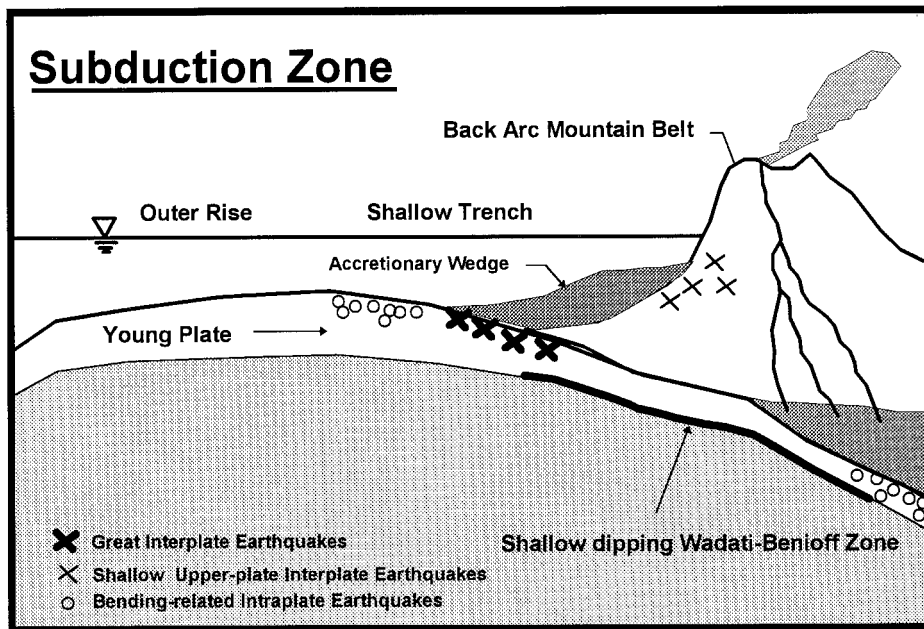 Subduction Zone
Back Arc Mountain Belt
Outer Rise
Shallow Trench
Accretionary Wedge
Young Plate
Great Interplate Earthquakes
Shallow dipping Wadati-Benioff Zone
Shallow Upper-plate Interplate Earthquakes
Bending-related Intraplate Earthquakes